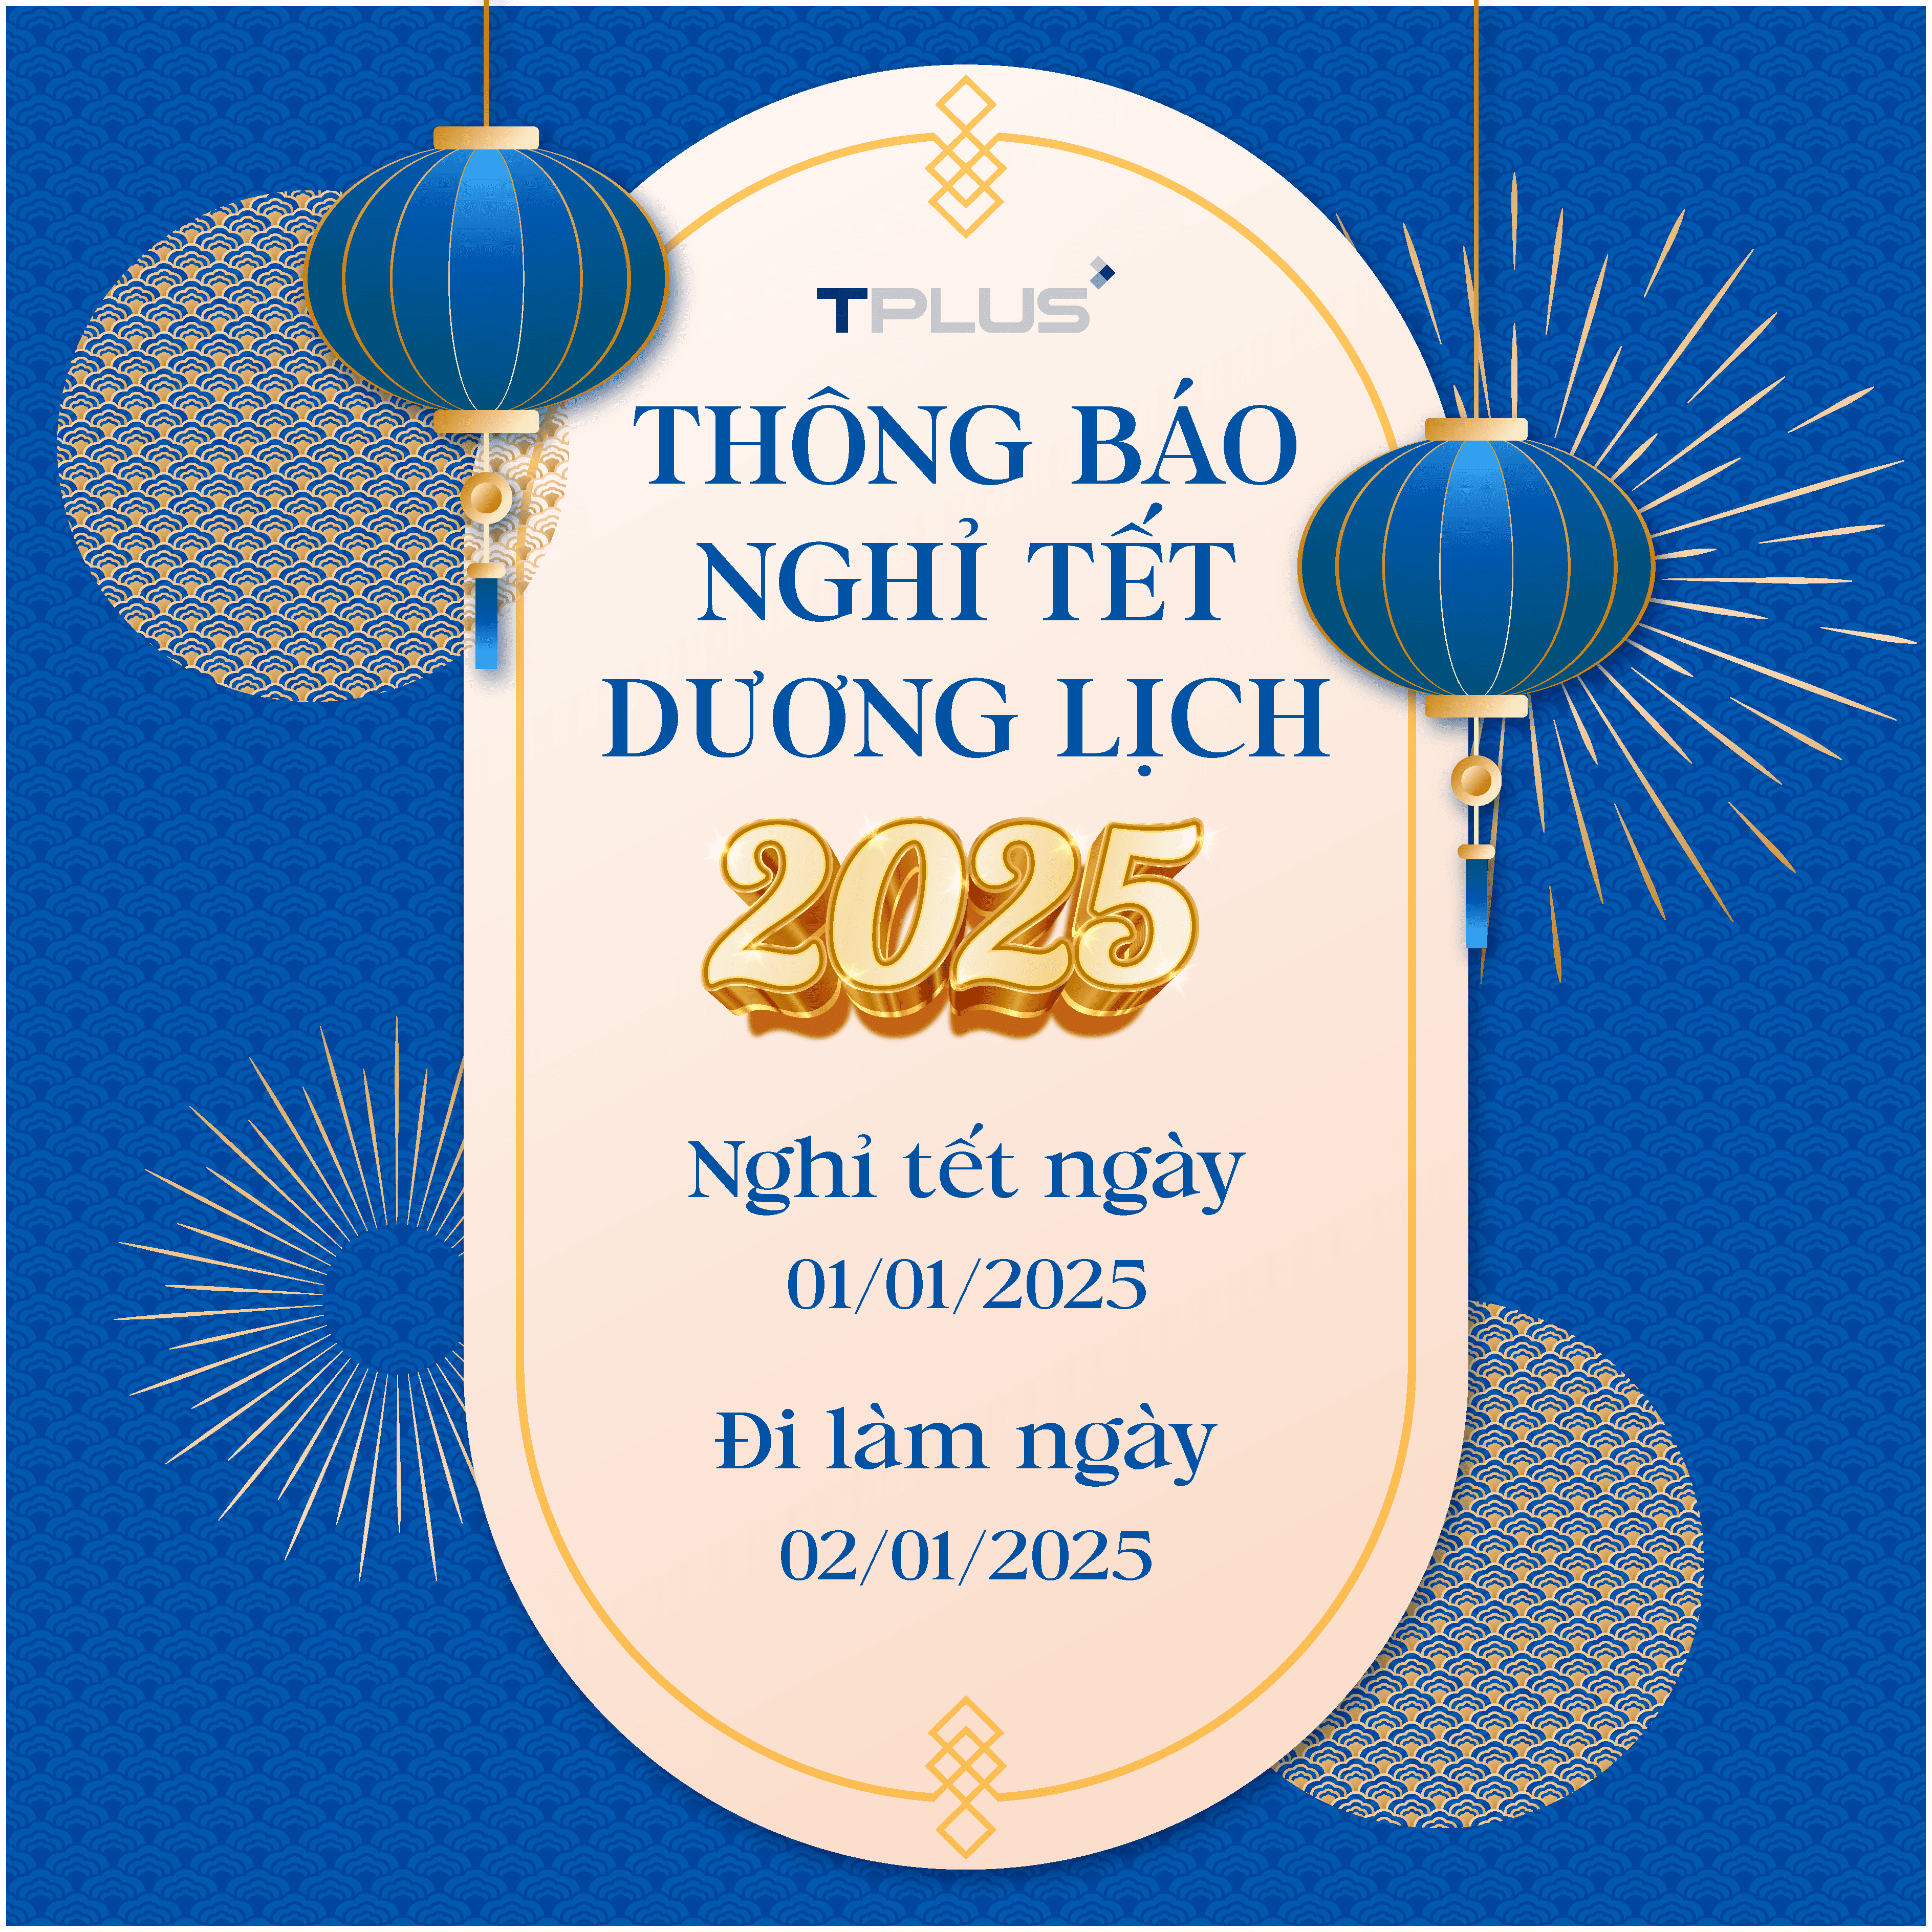 TPLUS
THÔNG BÁO
NGHỈ TẾT
DƯƠNG LỊCH
2025
Nghỉ tết ngày
01/01/2025
Đi làm ngày
02/01/2025